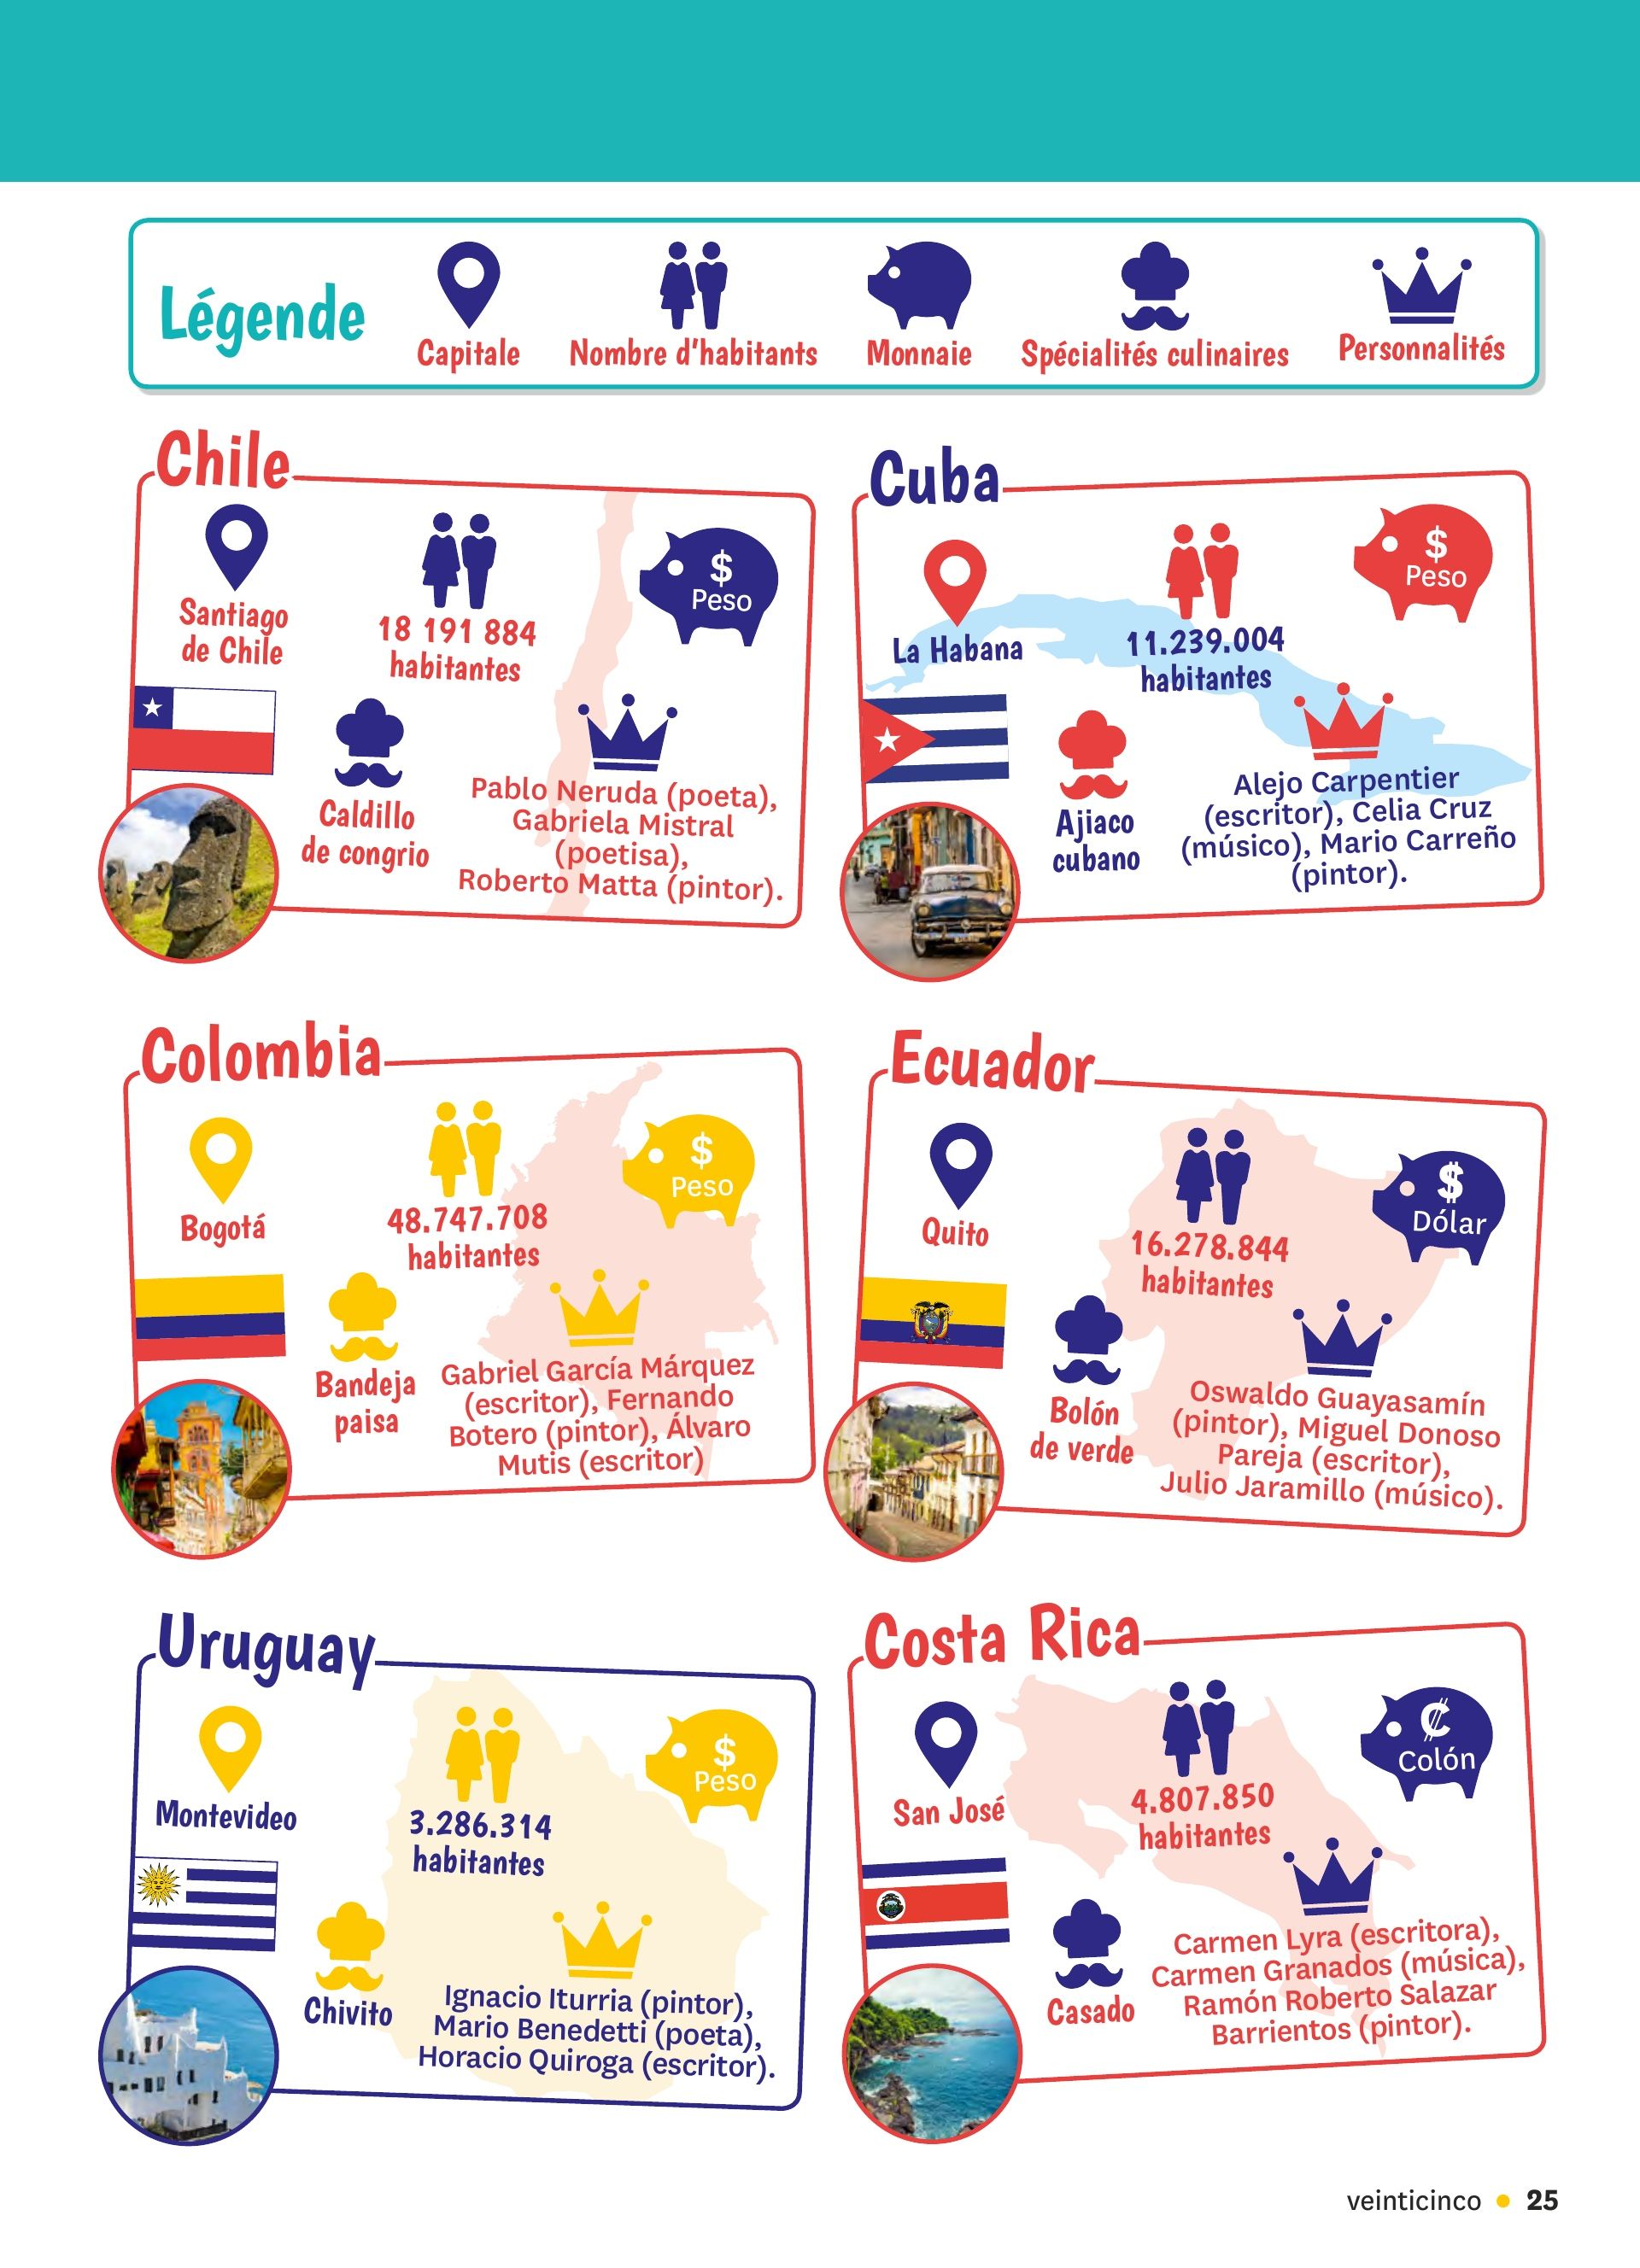 Légende
Capitale
Nombre d'habitants
Monnaie
Spécialités culinaires
Personnalités
Chile
Santiago
de Chile
18 191 884
habitantes
$
Peso
Caldillo
de congrio
Pablo Neruda (poeta),
Gabriela Mistral
(poetisa),
Roberto Matta (pintor).
Cuba
La Habana
11.239.004
habitantes
$
Peso
Ajiaco
cubano
Alejo Carpentier
(escritor), Celia Cruz
(músico), Mario Carreño
(pintor).
Colombia
Bogotá
48.747.708
habitantes
$
Peso
Bandeja
paisa
Gabriel García Márquez
(escritor), Fernando
Botero (pintor), Álvaro
Mutis (escritor)
Ecuador
Quito
16.278.844
habitantes
$
Dólar
Bolón
de verde
Oswaldo Guayasamín
(pintor), Miguel Donoso
Pareja (escritor),
Julio Jaramillo (músico).
Uruguay
Montevideo
3.286.314
habitantes
$
Peso
Chivito
Ignacio Iturria (pintor),
Mario Benedetti (poeta),
Horacio Quiroga (escritor).
Costa Rica
San José
4.807.850
habitantes
₡
Colón
Casado
Carmen Lyra (escritora),
Carmen Granados (música),
Ramón Roberto Salazar
Barrientos (pintor).
veinticinco • 25